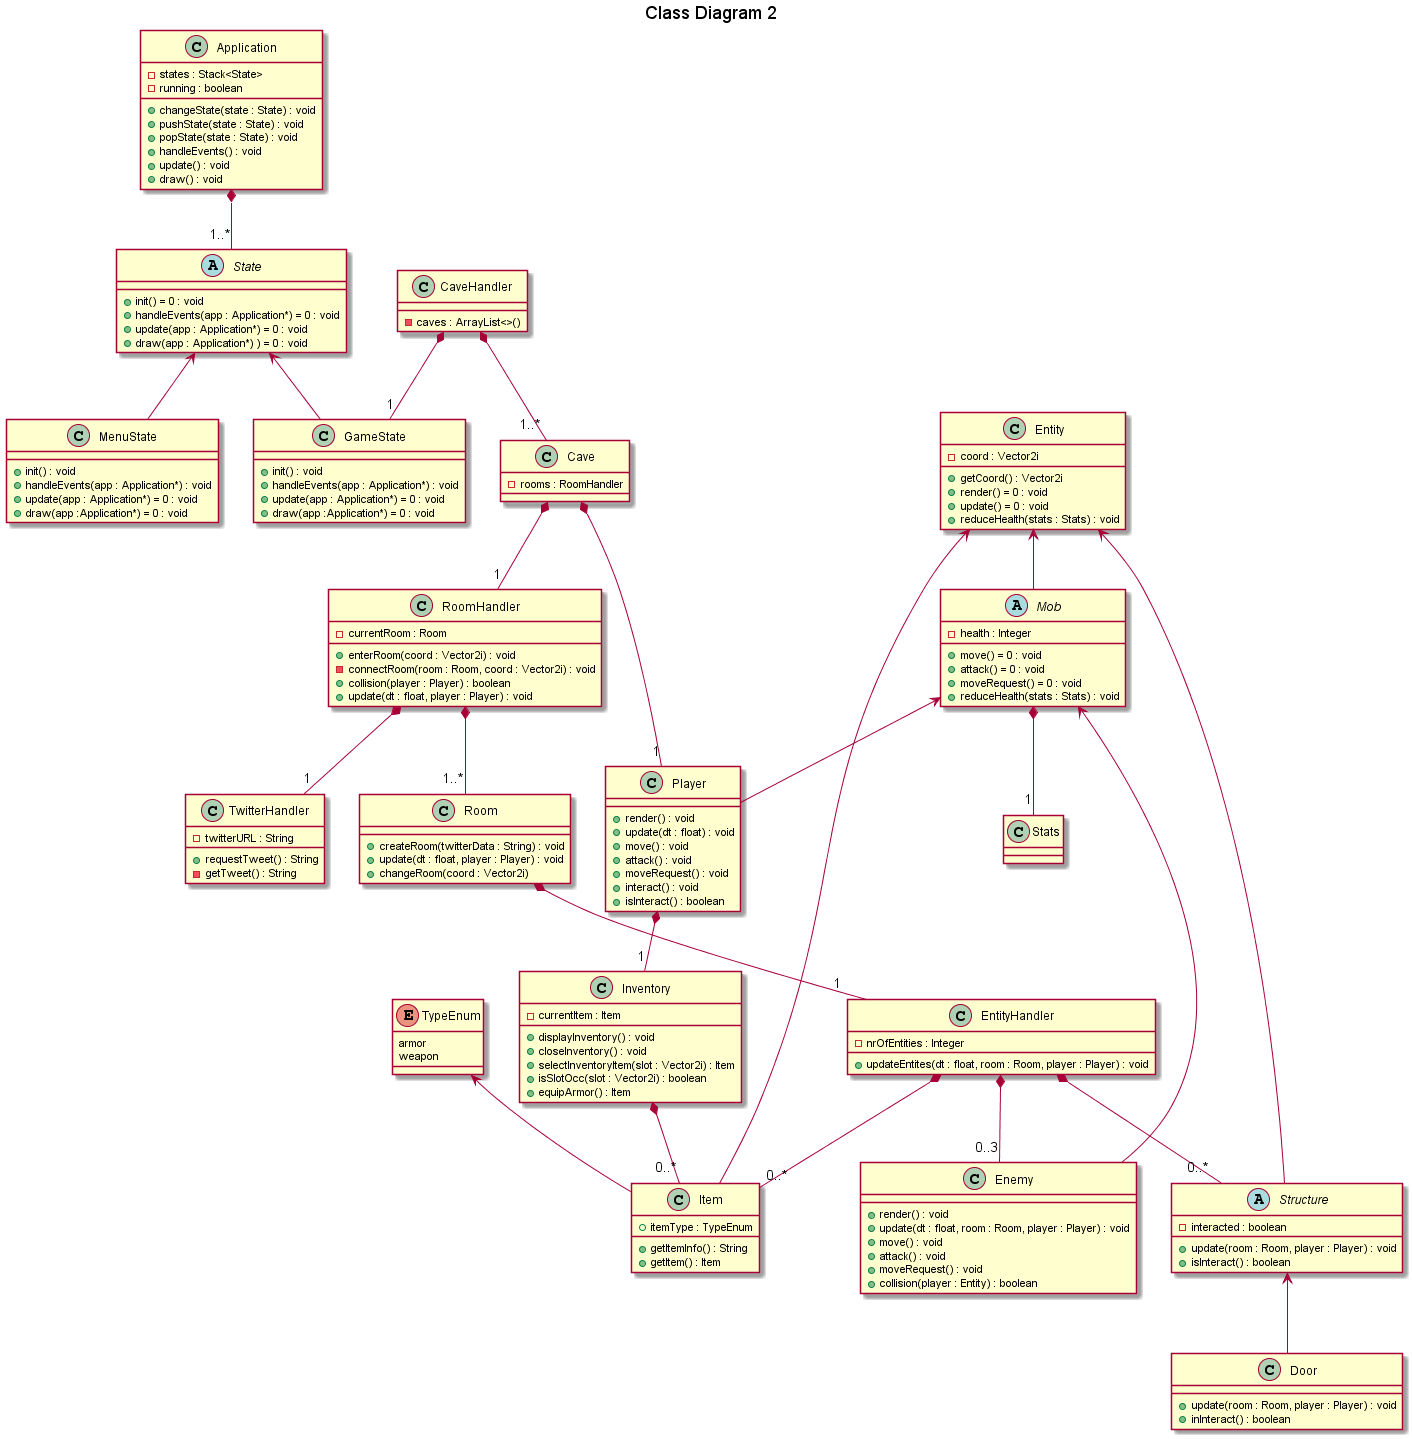 Class Diagram 2
C Application
states : Stack<State>
running : boolean
changeState(state : State) : void
pushState(state : State) : void
popState(state : State) : void
handleEvents() : void
update() : void
draw() : void
1..*
A State
init() = 0 : void
handleEvents(app : Application*) = 0 : void
update(app : Application*) = 0 : void
draw(app : Application*) ) = 0 : void
C CaveHandler
caves : ArrayList<>()
1
1..*
C MenuState
init() : void
handleEvents(app : Application*) : void
update(app : Application*) = 0 : void
draw(app :Application*) = 0 : void
C GameState
init() : void
handleEvents(app : Application*) : void
update(app : Application*) = 0 : void
draw(app :Application*) = 0 : void
C Cave
rooms : RoomHandler
C Entity
coord : Vector2i
getCoord() : Vector2i
render() = 0 : void
update() = 0 : void
reduceHealth(stats : Stats) : void
1
C RoomHandler
currentRoom : Room
enterRoom(coord : Vector2i) : void
connectRoom(room : Room, coord : Vector2i) : void
collision(player : Player) : boolean
update(dt : float, player : Player) : void
A Mob
health : Integer
move() = 0 : void
attack() = 0 : void
moveRequest() = 0 : void
reduceHealth(stats : Stats) : void
1
1..*
1
1
C TwitterHandler
twitterURL : String
requestTweet() : String
getTweet() : String
C Room
createRoom(twitterData : String) : void
update(dt : float, player : Player) : void
changeRoom(coord : Vector2i)
C Player
render() : void
update(dt : float) : void
move() : void
attack() : void
moveRequest() : void
interact() : void
isInteract() : boolean
C Stats
1
1
E TypeEnum
armor
weapon
C Inventory
currentItem : Item
displayInventory() : void
closeInventory() : void
selectInventoryItem(slot : Vector2i) : Item
isSlotOcc(slot : Vector2i) : boolean
equipArmor() : Item
C EntityHandler
nrOfEntities : Integer
updateEntites(dt : float, room : Room, player : Player) : void
0..*
0..*
0..3
0..*
C Item
itemType : TypeEnum
getItemInfo() : String
getItem() : Item
C Enemy
render() : void
update(dt : float, room : Room, player : Player) : void
move() : void
attack() : void
moveRequest() : void
collision(player : Entity) : boolean
A Structure
interacted : boolean
update(room : Room, player : Player) : void
isInteract() : boolean
C Door
update(room : Room, player : Player) : void
inInteract() : boolean